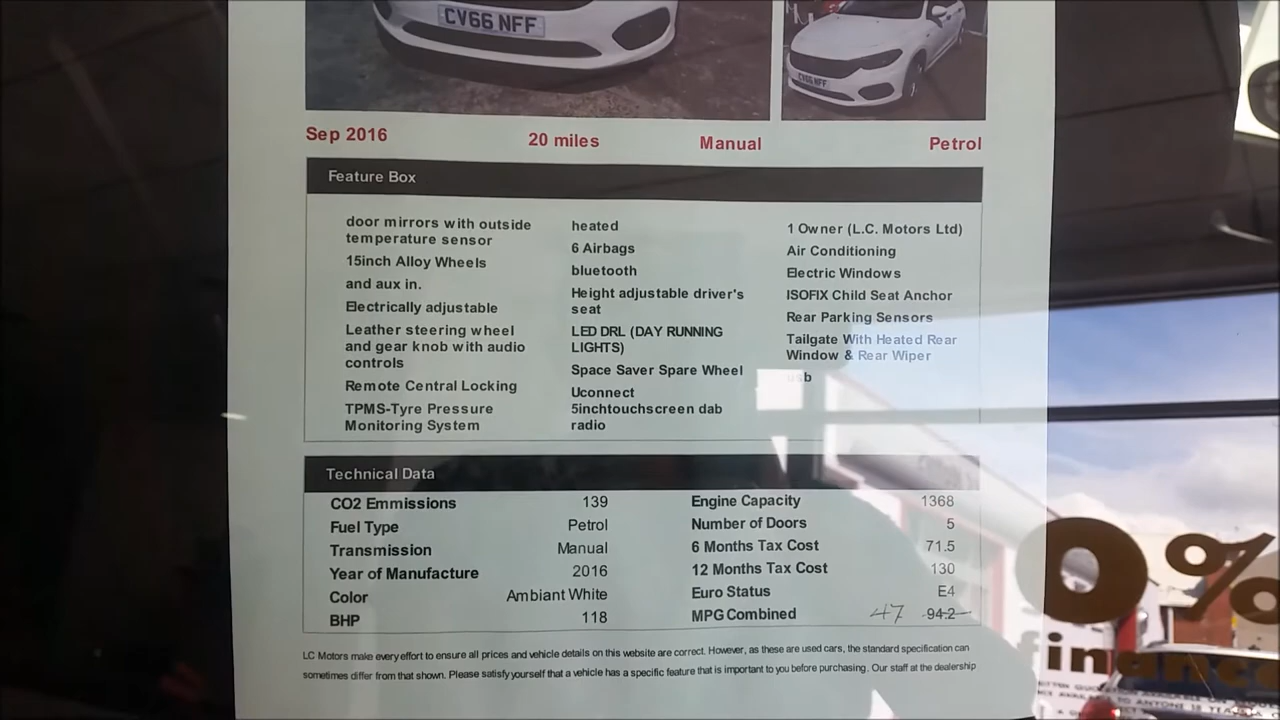 CV66 NFF
CV66 NFF
Sep 2016
20 miles
Manual
Petrol
Feature Box
door mirrors with outside
temperature sensor
15inch Alloy Wheels
and aux in.
Electrically adjustable
Leather steering wheel
and gear knob with audio
controls
Remote Central Locking
TPMS-Tyre Pressure
Monitoring System
heated
6 Airbags
bluetooth
Height adjustable driver's
seat
LED DRL (DAY RUNNING
LIGHTS)
Space Saver Spare Wheel
Uconnect
5inchtouchscreen dab
radio
1 Owner (L.C. Motors Ltd)
Air Conditioning
Electric Windows
ISOFIX Child Seat Anchor
Rear Parking Sensors
Tailgate With Heated Rear
Window & Rear Wiper
usb
Technical Data
CO2 Emmissions 139
Fuel Type Petrol
Transmission Manual
Year of Manufacture 2016
Color Ambiant White
BHP 118
Engine Capacity 1368
Number of Doors 5
6 Months Tax Cost 71.5
12 Months Tax Cost 130
Euro Status E4
MPG Combined 47 94.2
LC Motors make every effort to ensure all prices and vehicle details on this website are correct. However, as these are used cars, the standard specification can
sometimes differ from that shown. Please satisfy yourself that a vehicle has a specific feature that is important to you before purchasing. Our staff at the dealership
0%
financ